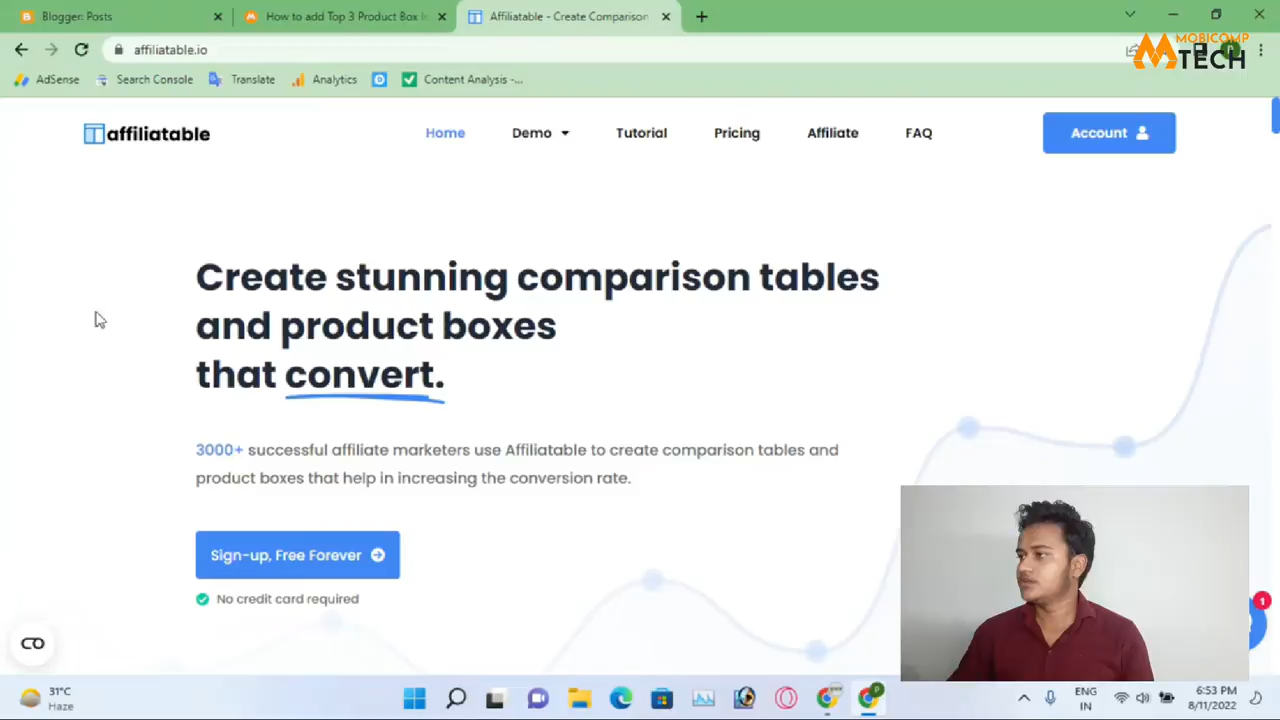 Blogger: Posts
How to add Top 3 Product Box i
Affiliatable - Create Comparison
affiliatable.io
MOBICOMP
TECH
AdSense
Search Console
Translate
Analytics
Content Analysis -...
affiliatable
Home
Demo
Tutorial
Pricing
Affiliate
FAQ
Account
Create stunning comparison tables
and product boxes
that convert.
3000+ successful affiliate marketers use Affiliatable to create comparison tables and
product boxes that help in increasing the conversion rate.
Sign-up, Free Forever
No credit card required
1
31°C
Haze
ENG
IN
6:53 PM
8/11/2022